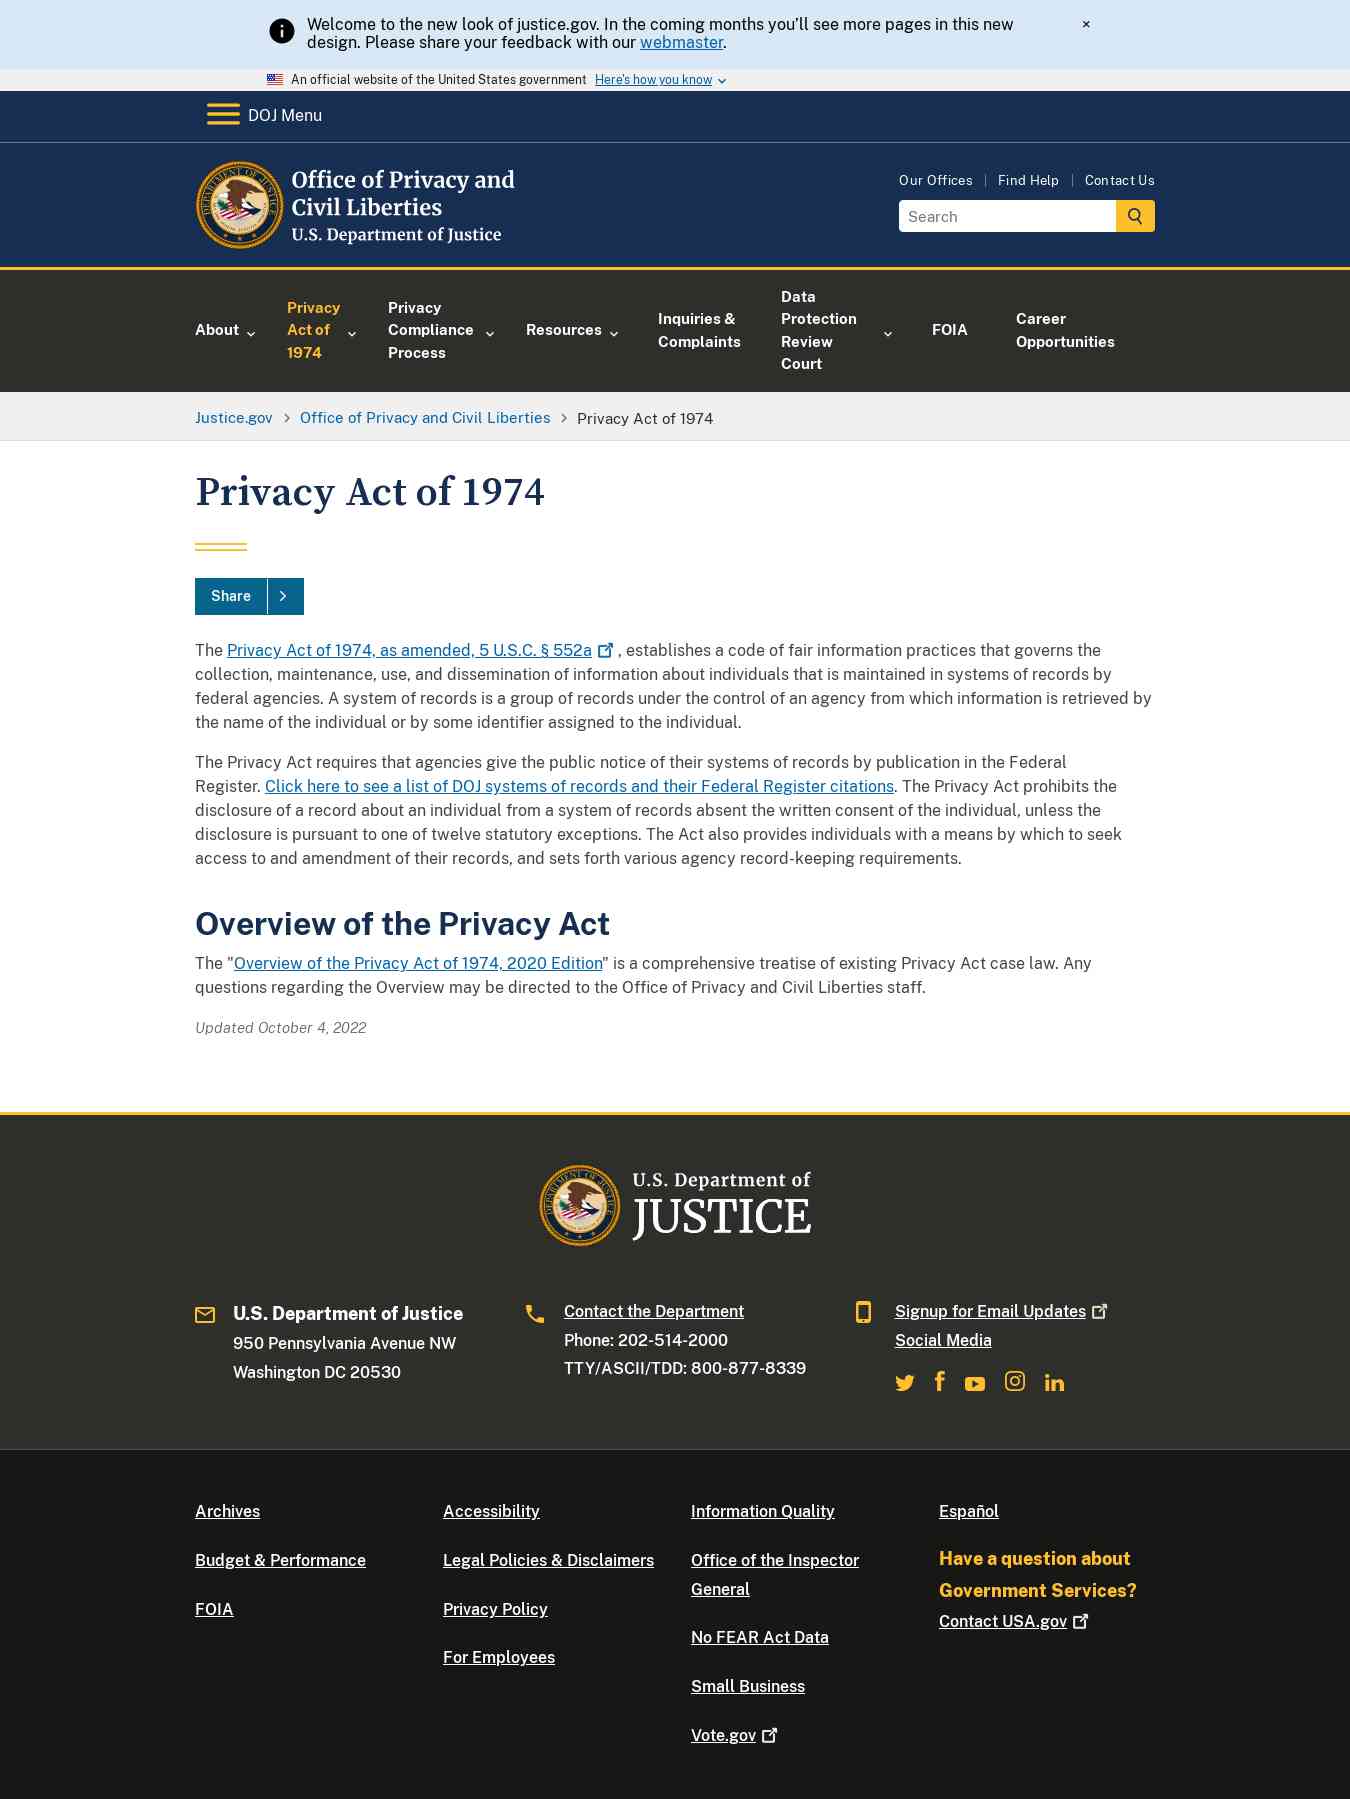 Welcome to the new look of justice.gov. In the coming months you'll see more pages in this new
design. Please share your feedback with our webmaster.
×
An official website of the United States government Here's how you know
DOJ Menu
Office of Privacy and
Civil Liberties
U.S. Department of Justice
Our Offices
Find Help
Contact Us
Search
About
Privacy
Act of
1974
Privacy
Compliance
Process
Resources
Inquiries &
Complaints
Data
Protection
Review
Court
FOIA
Career
Opportunities
Justice.gov
Office of Privacy and Civil Liberties
Privacy Act of 1974
Privacy Act of 1974
Share
The Privacy Act of 1974, as amended, 5 U.S.C. § 552a , establishes a code of fair information practices that governs the
collection, maintenance, use, and dissemination of information about individuals that is maintained in systems of records by
federal agencies. A system of records is a group of records under the control of an agency from which information is retrieved by
the name of the individual or by some identifier assigned to the individual.
The Privacy Act requires that agencies give the public notice of their systems of records by publication in the Federal
Register. Click here to see a list of DOJ systems of records and their Federal Register citations. The Privacy Act prohibits the
disclosure of a record about an individual from a system of records absent the written consent of the individual, unless the
disclosure is pursuant to one of twelve statutory exceptions. The Act also provides individuals with a means by which to seek
access to and amendment of their records, and sets forth various agency record-keeping requirements.
Overview of the Privacy Act
The "Overview of the Privacy Act of 1974, 2020 Edition" is a comprehensive treatise of existing Privacy Act case law. Any
questions regarding the Overview may be directed to the Office of Privacy and Civil Liberties staff.
Updated October 4, 2022
U.S. Department of
JUSTICE
U.S. Department of Justice
950 Pennsylvania Avenue NW
Washington DC 20530
Contact the Department
Phone: 202-514-2000
TTY/ASCII/TDD: 800-877-8339
Signup for Email Updates
Social Media
Archives
Budget & Performance
FOIA
Accessibility
Legal Policies & Disclaimers
Privacy Policy
For Employees
Information Quality
Office of the Inspector
General
No FEAR Act Data
Small Business
Vote.gov
Español
Have a question about
Government Services?
Contact USA.gov